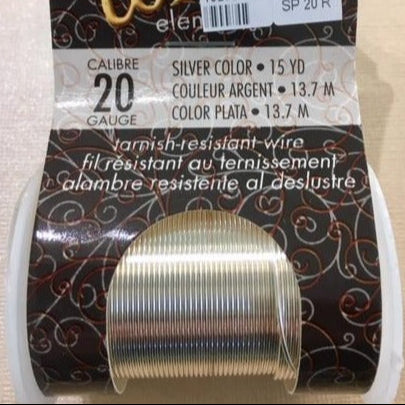 SP 20 R
CALIBRE
20
GAUGE
SILVER COLOR • 15 YD
COULEUR ARGENT • 13.7 M
COLOR PLATA • 13.7 M
tarnish-resistant-wire
fil résistant au ternissement
alambre resistente al deslustre